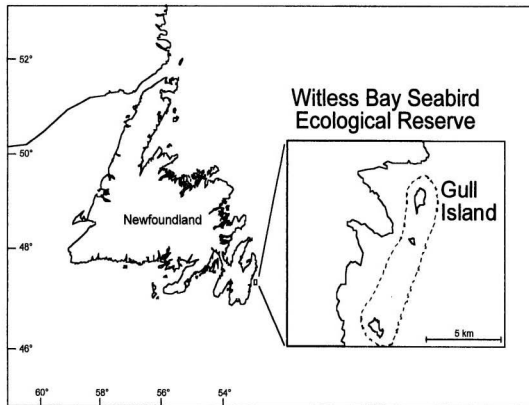 52°
50°
48°
46°
60°
58°
56°
54°
Newfoundland
Witless Bay Seabird
Ecological Reserve
Gull
Island
5 km